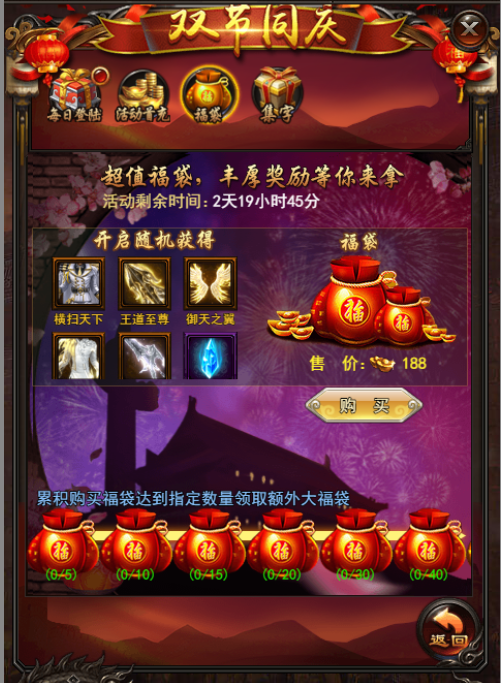 双节同庆
每日登陆 活动首充 福袋 集字
超值福袋，丰厚奖励等你来拿
活动剩余时间：2天19小时45分
开启随机获得
福袋
横扫天下 王道至尊 御天之翼
福 福
售 价： 188
购 买
累积购买福袋达到指定数量领取额外大福袋
福 福 福 福 福 福
(0/5) (0/10) (0/15) (0/20) (0/30) (0/40)
返回